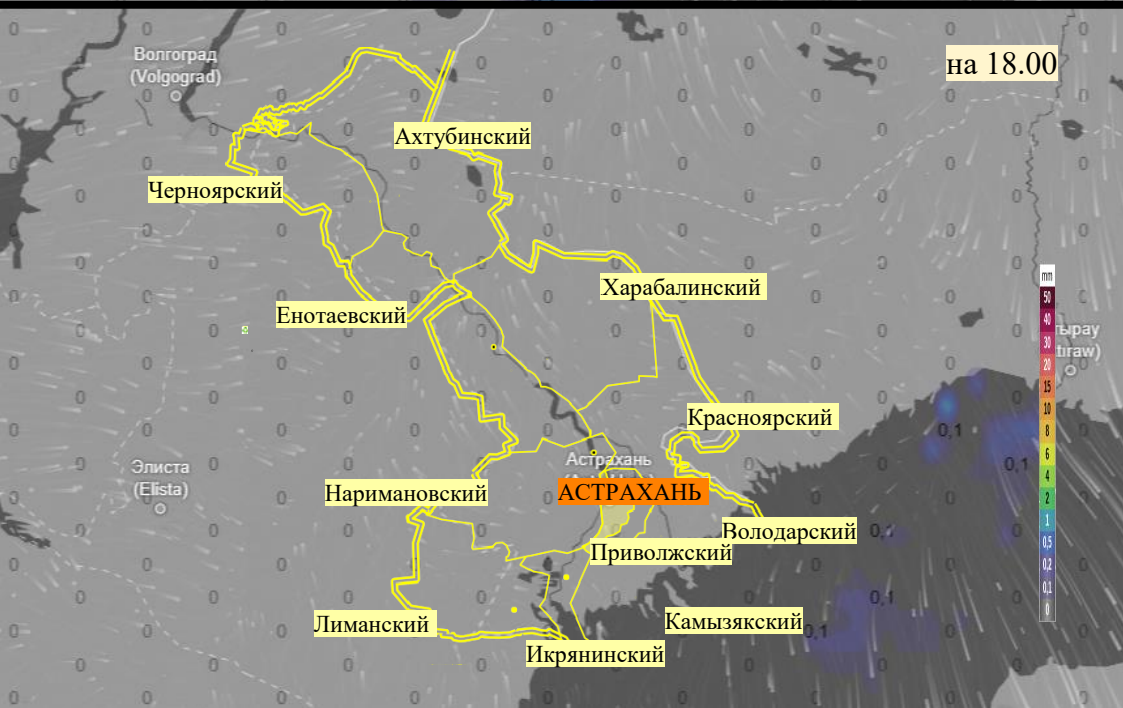 Волгоград
(Volgograd)
на 18.00
Ахтубинский
Черноярский
Харабалинский
mm
50
40
30
20
15
10
8
6
4
2
1
0,5
0,2
0,1
0
Енотаевский
Красноярский
0,1
Астрахань
0,1
Элиста
(Elista)
Наримановский
АСТРАХАНЬ
Володарский
Приволжский
0,1
Лиманский
Камызякский
0,1
Икрянинский